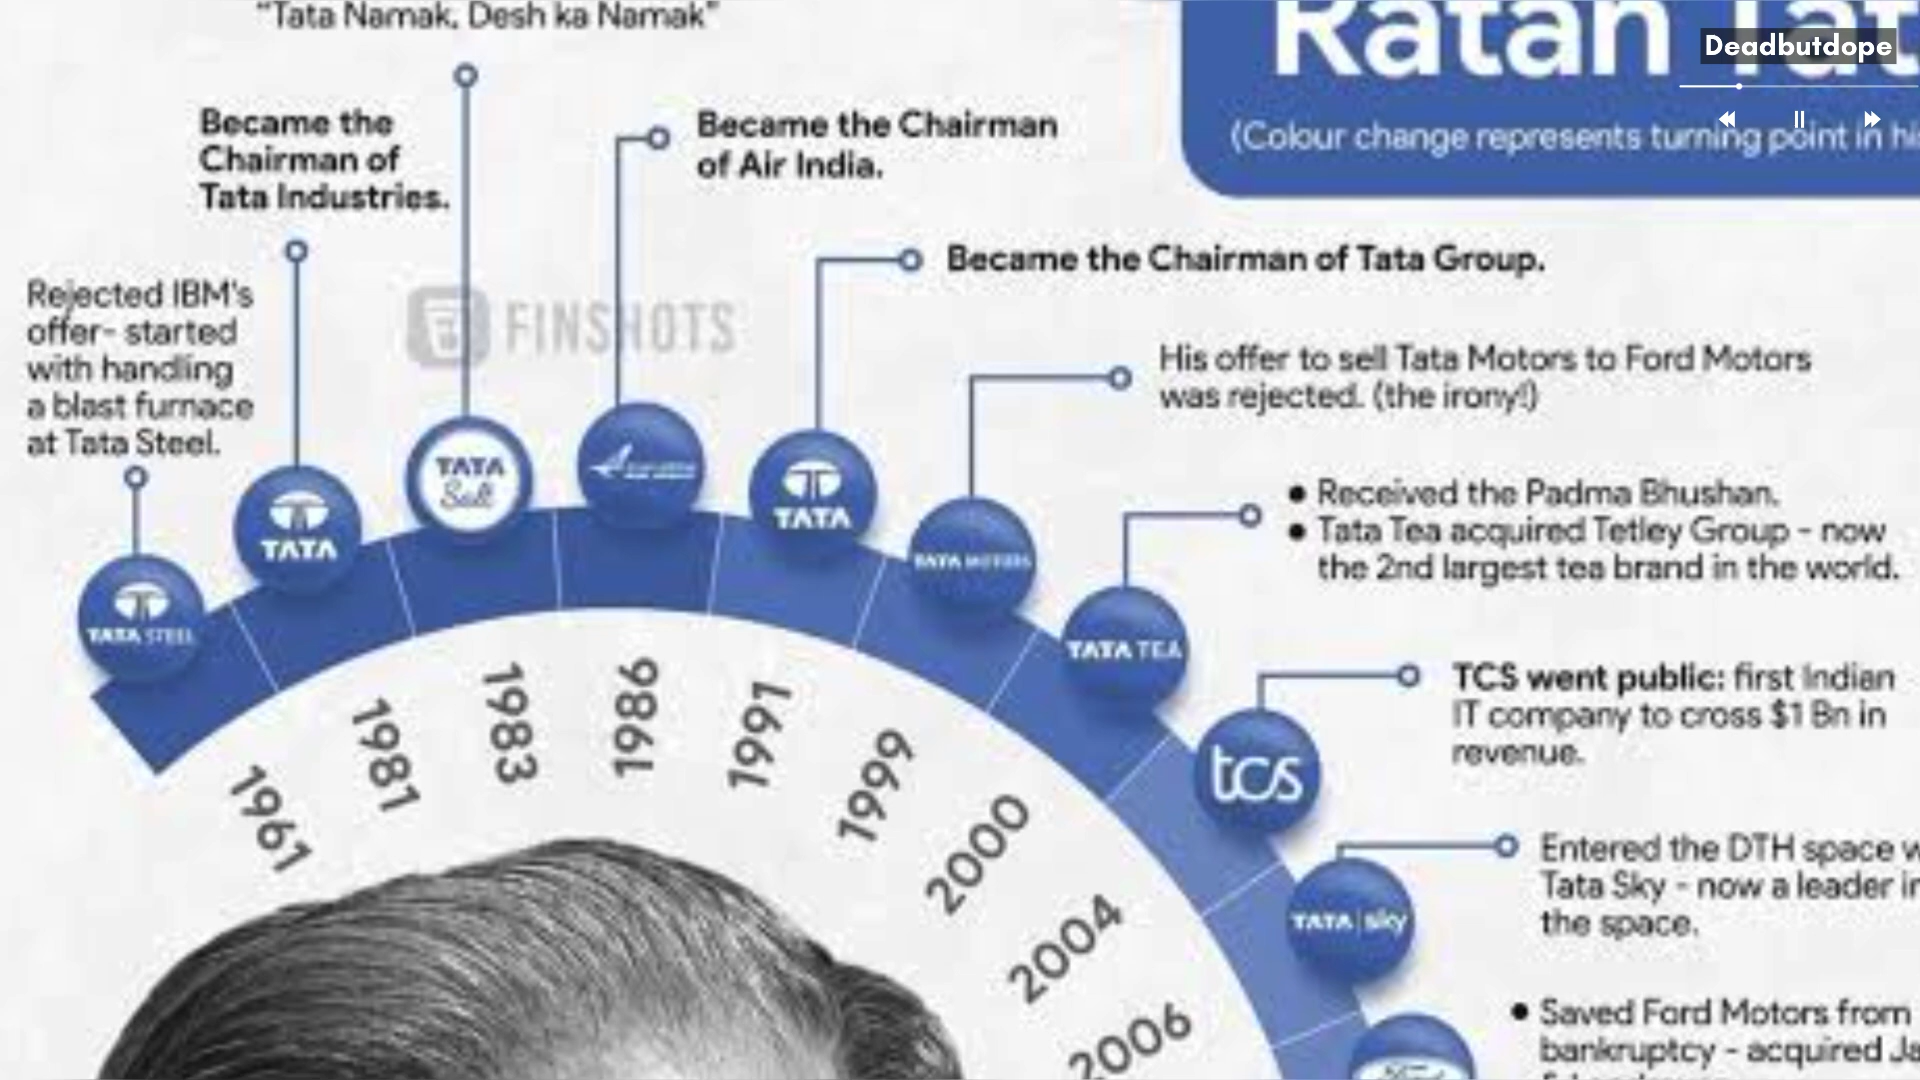 "Tata Namak, Desh ka Namak"
Ratan Tat
Deadbutdope
(Colour change represents turning point in hi
Became the
Chairman of
Tata Industries.
Became the Chairman
of Air India.
Became the Chairman of Tata Group.
Rejected IBM's
offer- started
with handling
a blast furnace
at Tata Steel.
FINSHOTS
His offer to sell Tata Motors to Ford Motors
was rejected. (the irony!)
• Received the Padma Bhushan.
• Tata Tea acquired Tetley Group - now
the 2nd largest tea brand in the world.
TCS went public: first Indian
IT company to cross $1 Bn in
revenue.
Entered the DTH space w
Tata Sky - now a leader in
the space.
• Saved Ford Motors from
bankruptcy - acquired Ja
TATA STEEL
TATA
TATA
Salt
TATA
TATA MOTORS
TATA TEA
tcs
TATA sky
1961
1981
1983
1986
1991
1999
2000
2004
2006